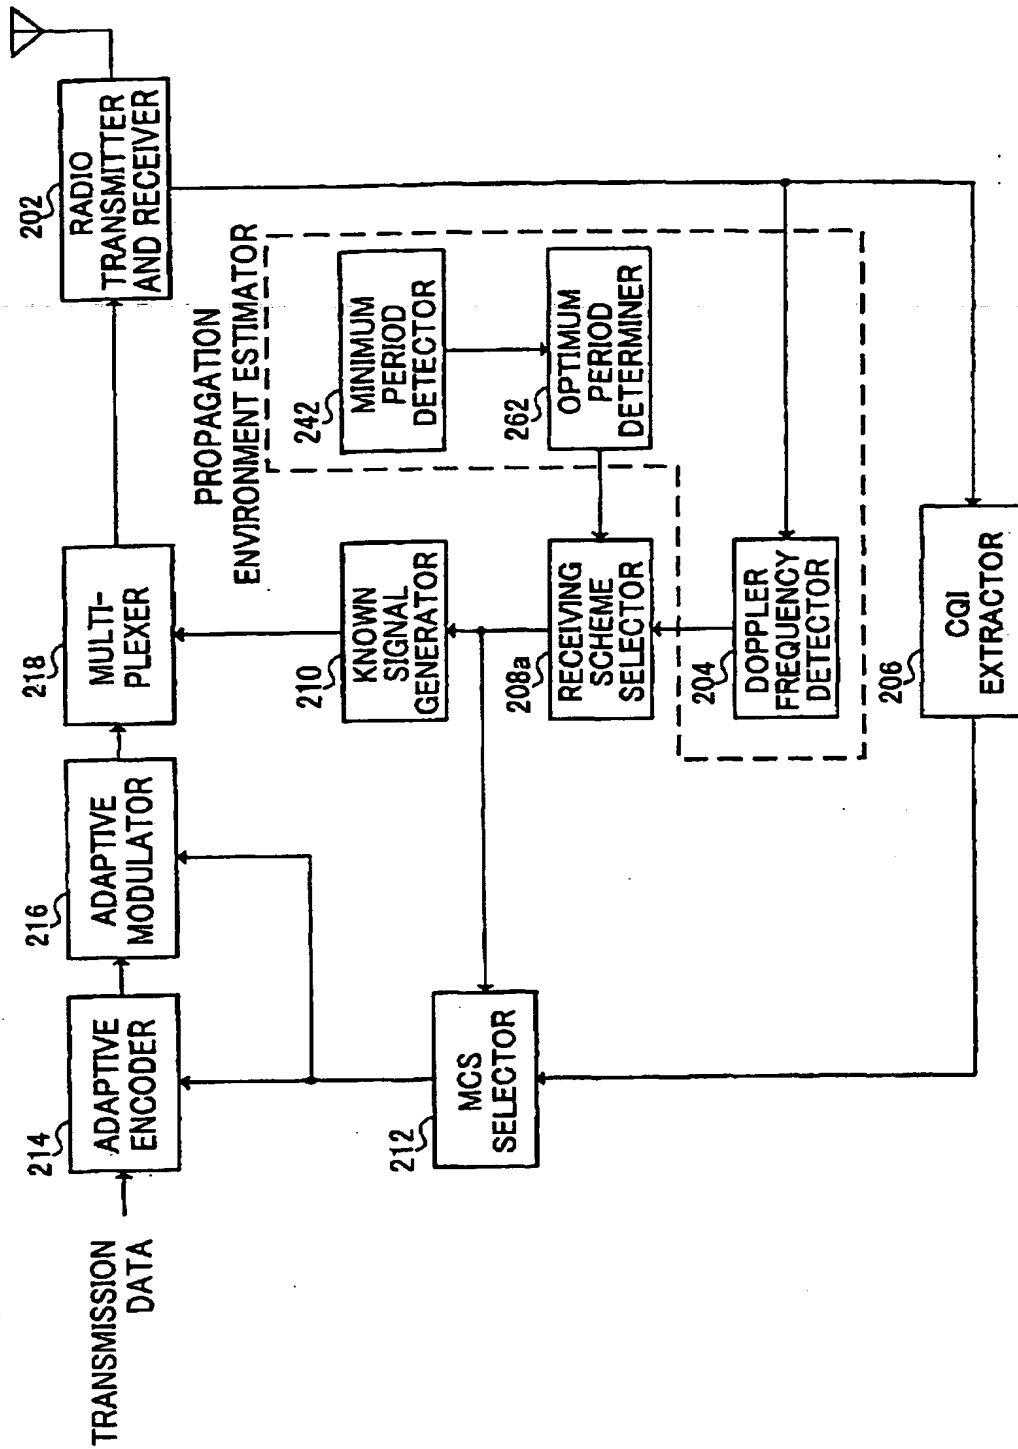 TRANSMISSION
DATA
214
ADAPTIVE
ENCODER
216
ADAPTIVE
MODULATOR
218
MULTI-
PLEXER
202
RADIO
TRANSMITTER
AND RECEIVER
PROPAGATION
ENVIRONMENT ESTIMATOR
210
KNOWN
SIGNAL
GENERATOR
242
MINIMUM
PERIOD
DETECTOR
212
MCS
SELECTOR
208a
RECEIVING
SCHEME
SELECTOR
262
OPTIMUM
PERIOD
DETERMINER
204
DOPPLER
FREQUENCY
DETECTOR
206
CQI
EXTRACTOR